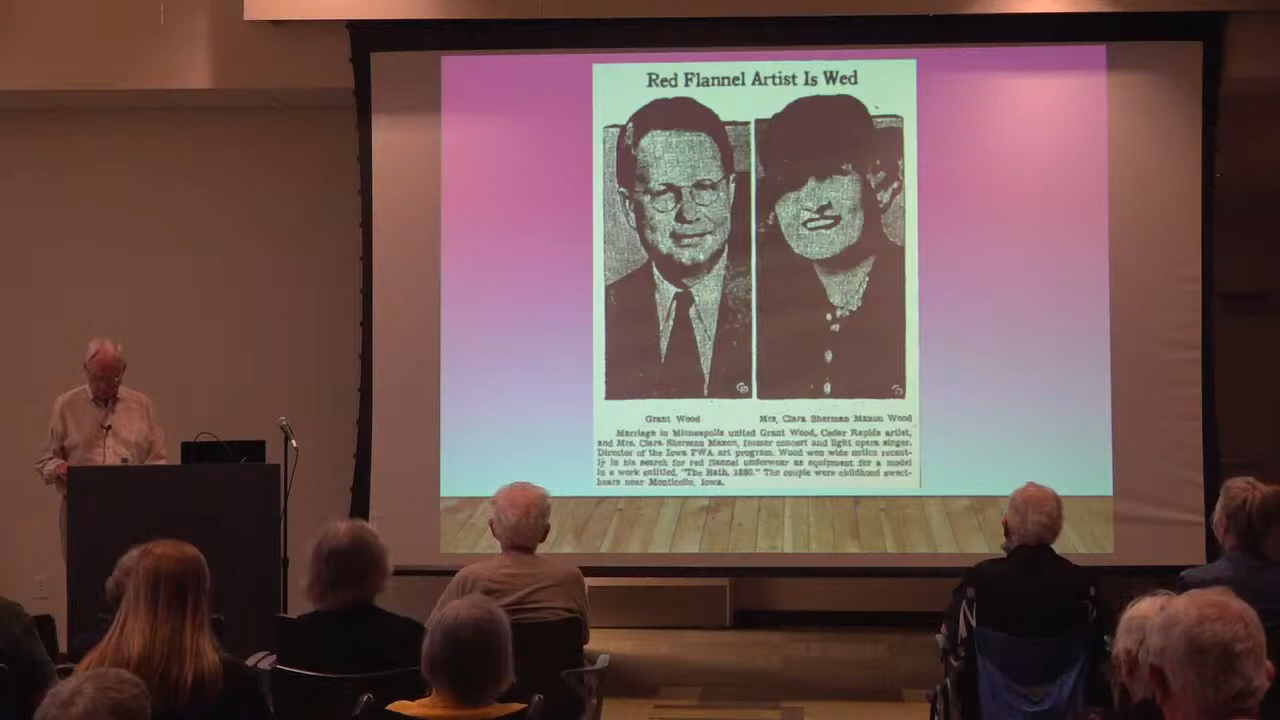 Red Flannel Artist Is Wed
Grant Wood
Mrs. Clara Sherman Maxon Wood
Marriage in Minneapolis united Grant Wood, Cedar Rapids artist,
and Mrs. Clara Sherman Maxon, former concert and light opera singer.
Director of the Iowa PWA art program, Wood won wide notice recent-
ly in his search for red flannel underwear as equipment for a model
in a work entitled, "The Bath, 1880." The couple were childhood sweet-
hears near Monticello, Iowa.